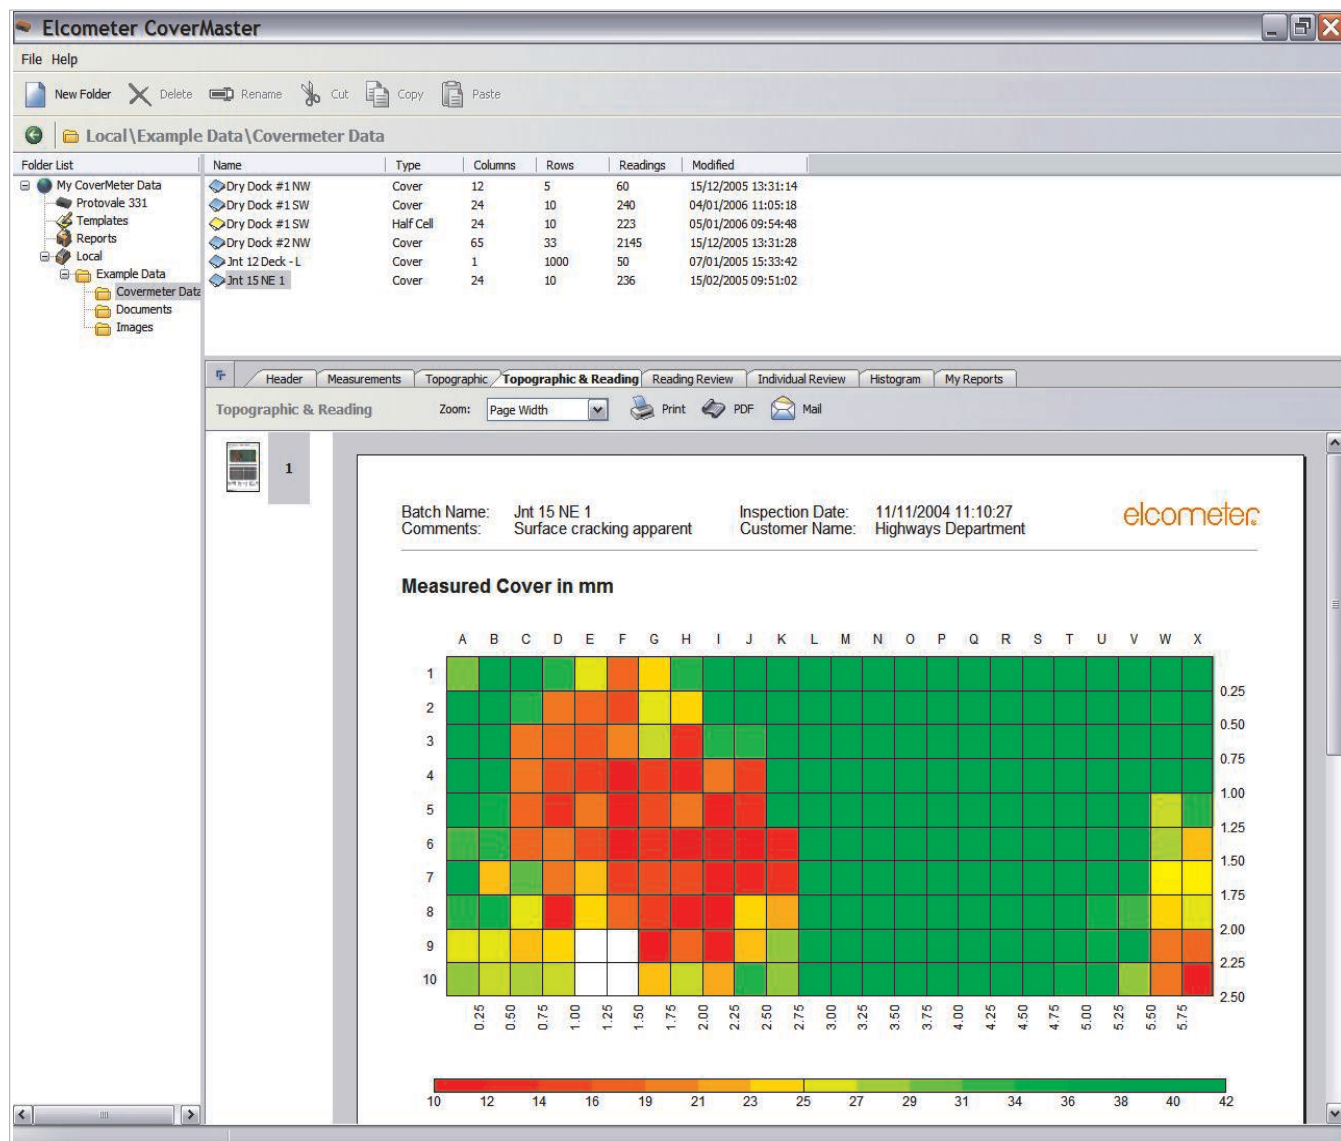 Elcometer CoverMaster
File Help
New Folder Delete Rename Cut Copy Paste
Local\Example Data\Covermeter Data
Folder List Name Type Columns Rows Readings Modified
My CoverMeter Data Dry Dock #1 NW Cover 12 5 60 15/12/2005 13:31:14
Protovale 331 Dry Dock #1 SW Cover 24 10 240 04/01/2006 11:05:18
Templates Dry Dock #1 SW Half Cell 24 10 223 05/01/2006 09:54:48
Reports Dry Dock #2 NW Cover 65 33 2145 15/12/2005 13:31:28
Local Jnt 12 Deck - L Cover 1 1000 50 07/01/2005 15:33:42
Example Data Jnt 15 NE 1 Cover 24 10 236 15/02/2005 09:51:02
Covermeter Data
Documents
Images
Header Measurements Topographic Topographic & Reading Reading Review Individual Review Histogram My Reports
Topographic & Reading Zoom: Page Width Print PDF Mail
1
Batch Name: Jnt 15 NE 1 Inspection Date: 11/11/2004 11:10:27 elcometer
Comments: Surface cracking apparent Customer Name: Highways Department
Measured Cover in mm
A B C D E F G H I J K L M N O P Q R S T U V W X
1
0.25
2
0.50
3
0.75
4
1.00
5
1.25
6
1.50
7
1.75
8
2.00
9
2.25
10
2.50
0.25 0.50 0.75 1.00 1.25 1.50 1.75 2.00 2.25 2.50 2.75 3.00 3.25 3.50 3.75 4.00 4.25 4.50 4.75 5.00 5.25 5.50 5.75
10 12 14 16 19 21 23 25 27 29 31 34 36 38 40 42